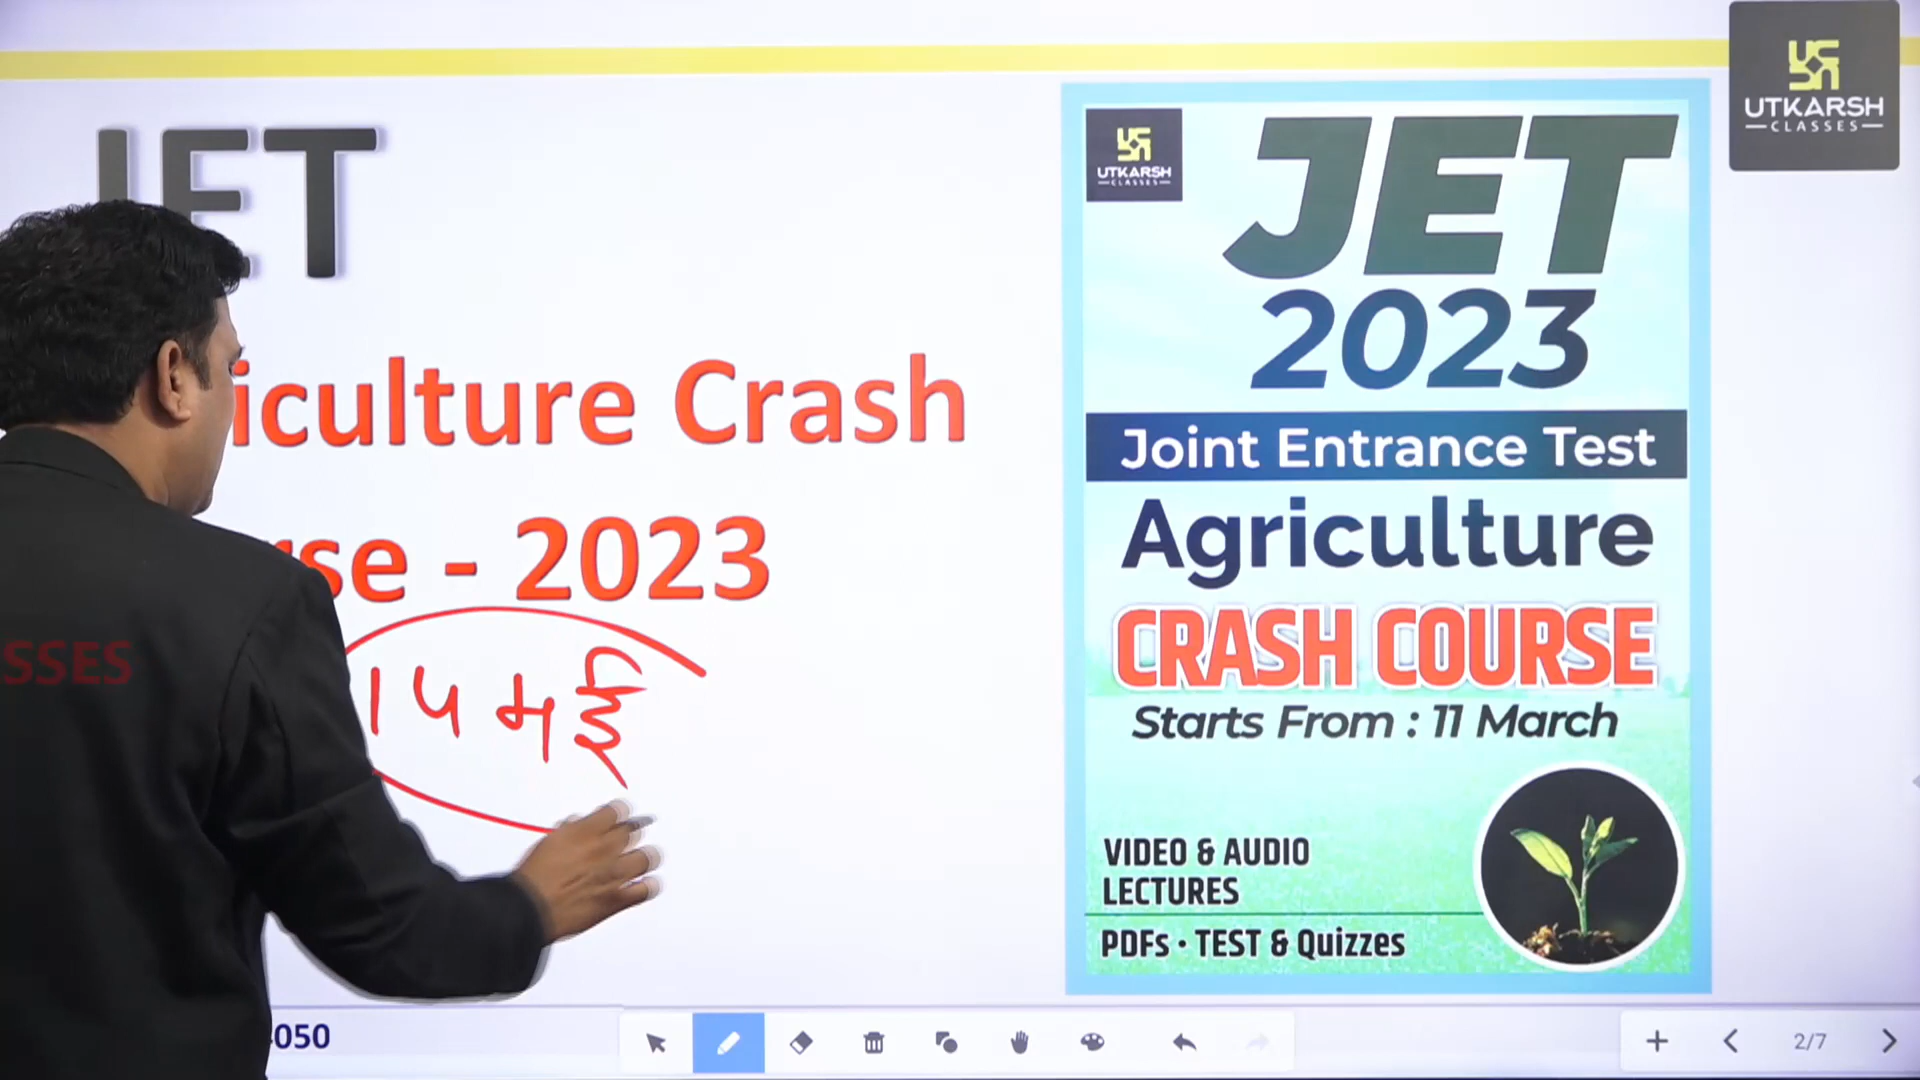 JET
iculture Crash
rse - 2023
14 मई
050
UTKARSH
CLASSES
JET
2023
Joint Entrance Test
Agriculture
CRASH COURSE
Starts From : 11 March
VIDEO & AUDIO
LECTURES
PDFs • TEST & Quizzes
UTKARSH
CLASSES
SSES
2/7